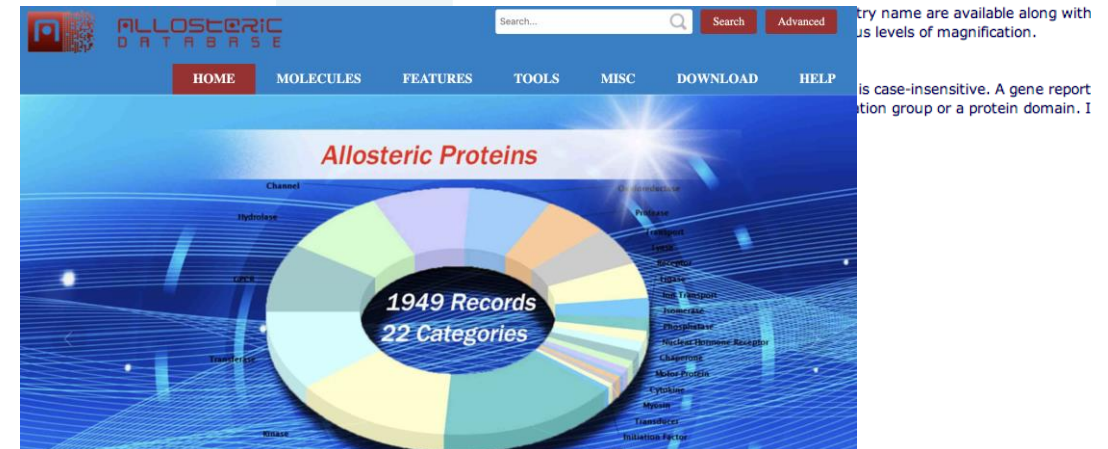 ALLOSTERIC
DATABASE
Search...
Search
Advanced
try name are available along with
us levels of magnification.
HOME MOLECULES FEATURES TOOLS MISC DOWNLOAD HELP
is case-insensitive. A gene report
ation group or a protein domain. I
Allosteric Proteins
Channel
Oxidoreductase
Hydrolase
Protease
Transport
Lyase
Receptor
GPCR
Ligase
Ion Transport
1949 Records
Isomerase
Phosphatase
22 Categories
Nuclear Hormone Receptor
Transferase
Chaperone
Motor Protein
Cytokine
Myosin
Transducer
Kinase
Initiation Factor